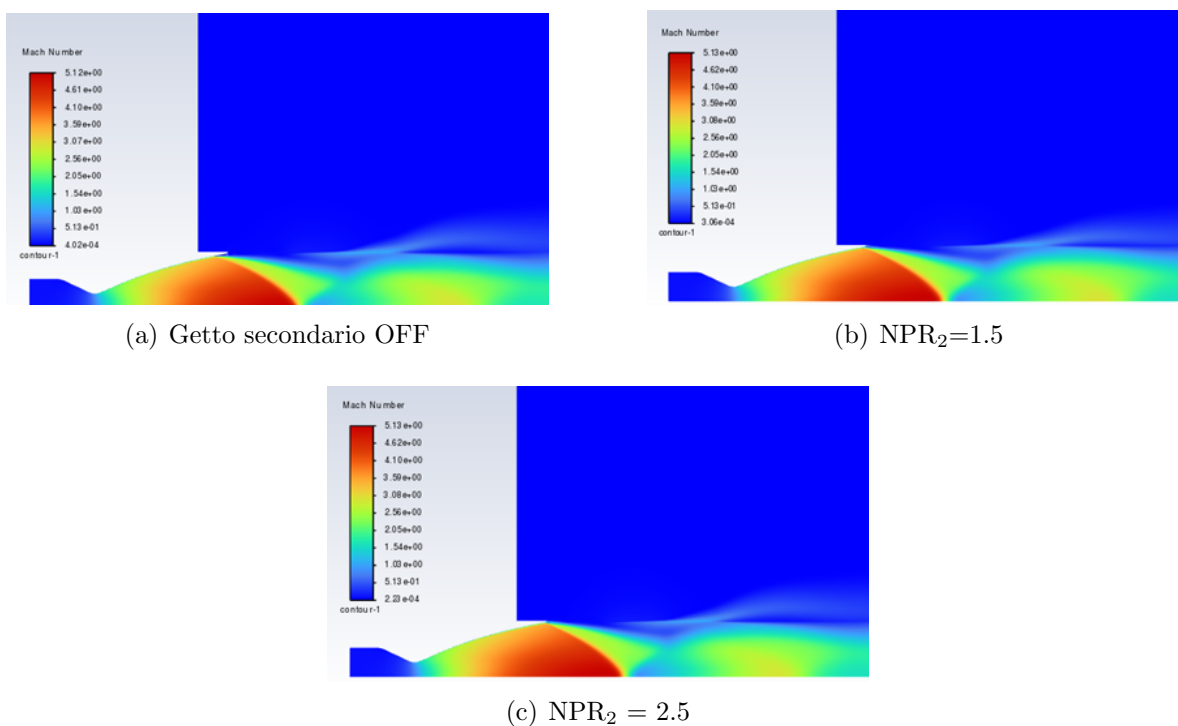 Mach Number
5.12e+00
4.61e+00
4.10e+00
3.59e+00
3.07e+00
2.56e+00
2.05e+00
1.54e+00
1.03e+00
5.13e-01
4.02e-04
contour-1
(a) Getto secondario OFF
Mach Number
5.13e+00
4.62e+00
4.10e+00
3.59e+00
3.08e+00
2.56e+00
2.05e+00
1.54e+00
1.03e+00
5.13e-01
3.06e-04
contour-1
(b) NPR₂=1.5
Mach Number
5.13e+00
4.62e+00
4.10e+00
3.59e+00
3.08e+00
2.56e+00
2.05e+00
1.54e+00
1.03e+00
5.13e-01
2.23e-04
contour-1
(c) NPR₂ = 2.5